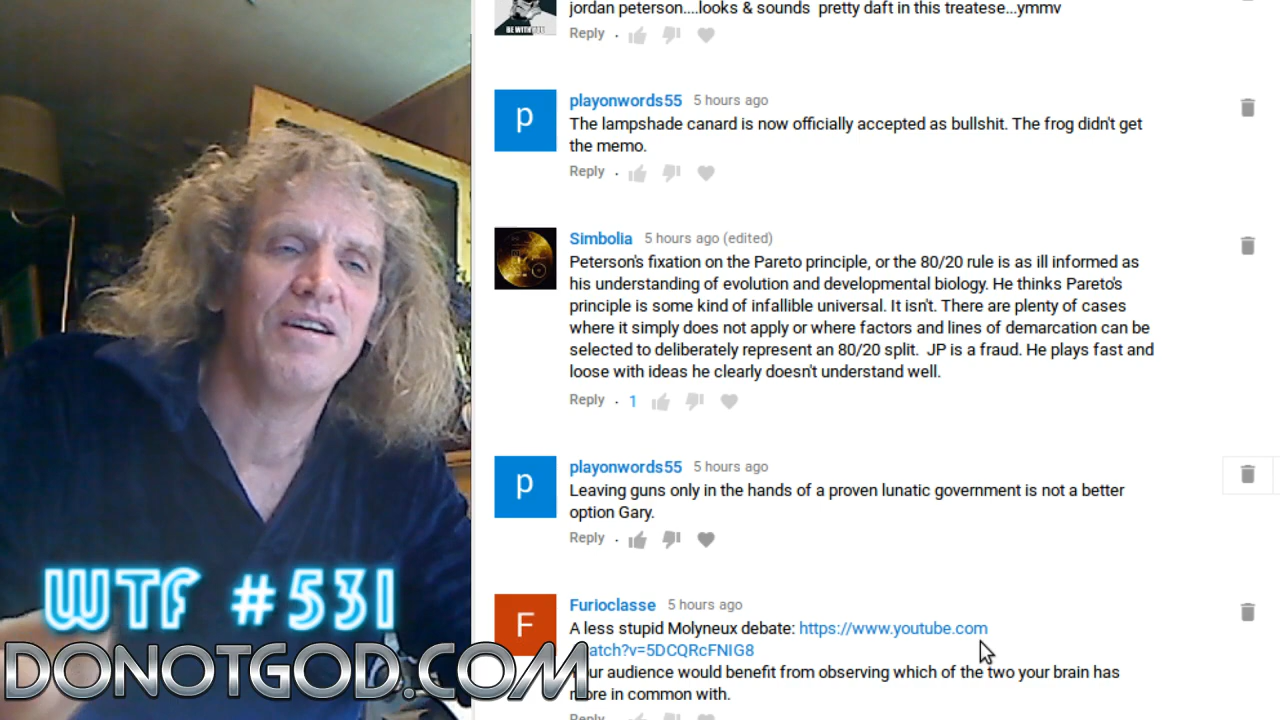 jordan peterson....looks & sounds pretty daft in this treatese...ymmv
BE WITH YOU
Reply .
playonwords55 5 hours ago
The lampshade canard is now officially accepted as bullshit. The frog didn't get
the memo.
Reply .
Simbolia 5 hours ago (edited)
Peterson's fixation on the Pareto principle, or the 80/20 rule is as ill informed as
his understanding of evolution and developmental biology. He thinks Pareto's
principle is some kind of infallible universal. It isn't. There are plenty of cases
where it simply does not apply or where factors and lines of demarcation can be
selected to deliberately represent an 80/20 split. JP is a fraud. He plays fast and
loose with ideas he clearly doesn't understand well.
Reply . 1
playonwords55 5 hours ago
Leaving guns only in the hands of a proven lunatic government is not a better
option Gary.
Reply .
Furioclasse 5 hours ago
A less stupid Molyneux debate: https://www.youtube.com
atch?v=5DCQRcFNIG8
ur audience would benefit from observing which of the two your brain has
re in common with.
Reply
p
p
F
WTF #531
DONOTGOD.COM